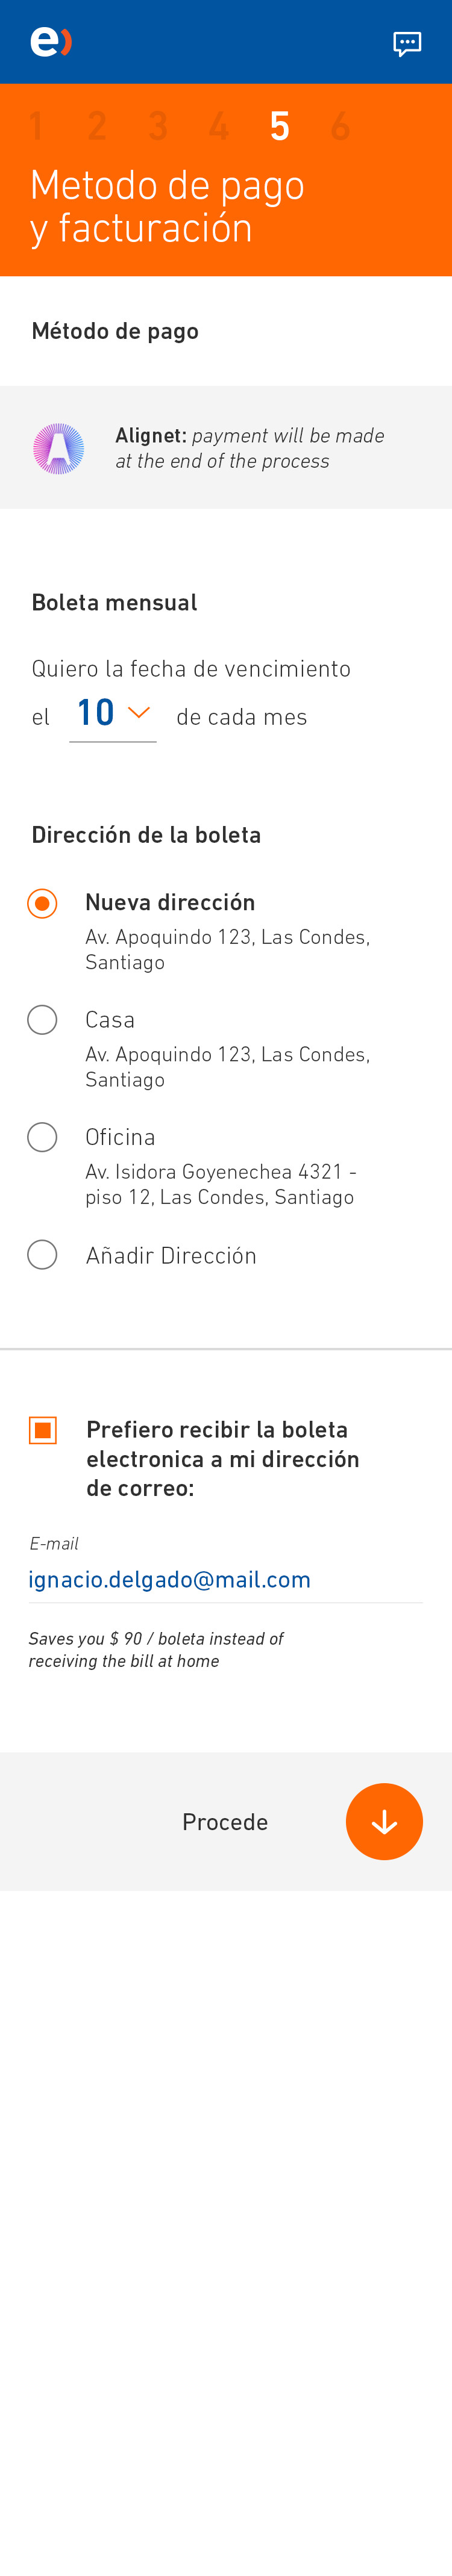 e)
1 2 3 4 5 6
Metodo de pago
y facturación
Método de pago
A
Alignet: payment will be made
at the end of the process
Boleta mensual
Quiero la fecha de vencimiento
el 10 de cada mes
Dirección de la boleta
Nueva dirección
Av. Apoquindo 123, Las Condes,
Santiago
Casa
Av. Apoquindo 123, Las Condes,
Santiago
Oficina
Av. Isidora Goyenechea 4321 -
piso 12, Las Condes, Santiago
Añadir Dirección
Prefiero recibir la boleta
electronica a mi dirección
de correo:
E-mail
ignacio.delgado@mail.com
Saves you $ 90 / boleta instead of
receiving the bill at home
Procede